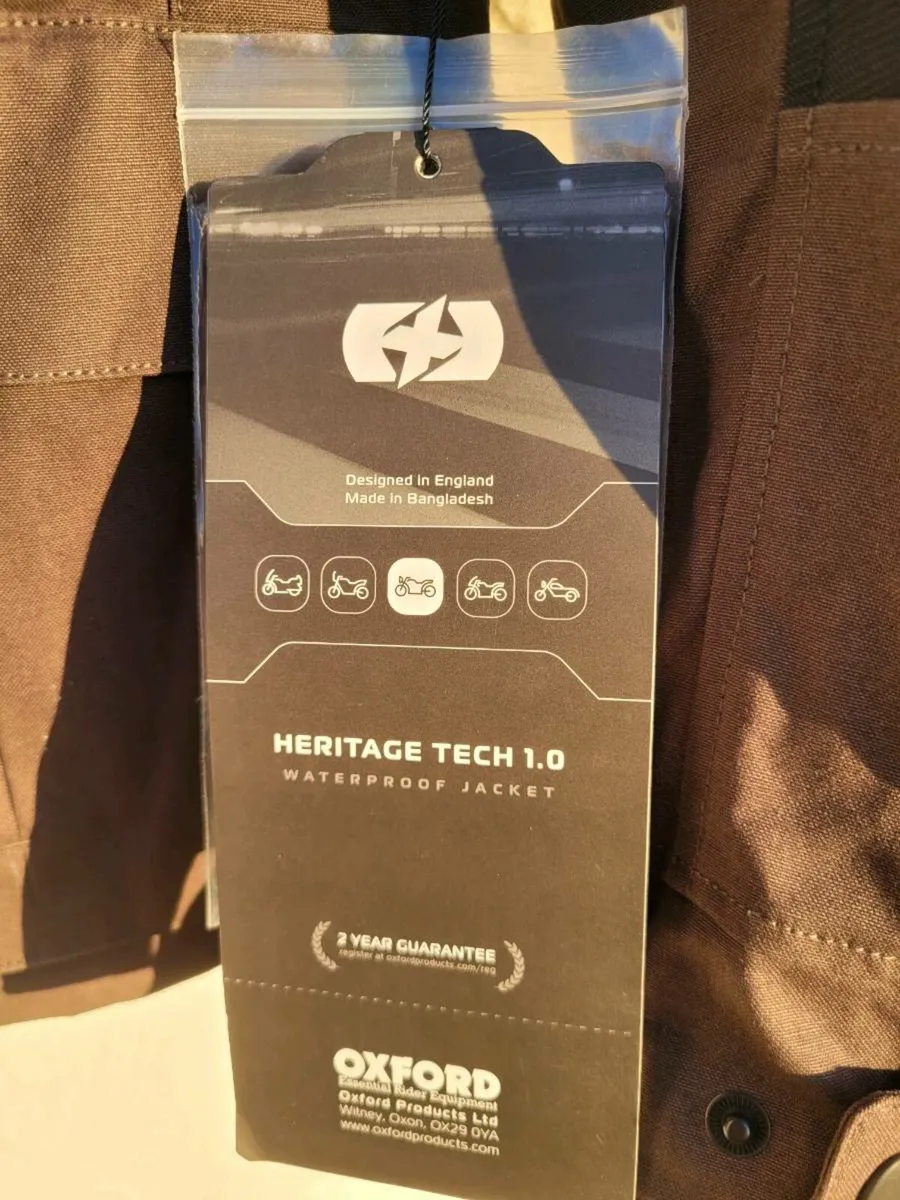 Designed in England
Made in Bangladesh
HERITAGE TECH 1.0
WATERPROOF JACKET
2 YEAR GUARANTEE
register at oxfordproducts.com/reg
OXFORD
Essential Rider Equipment
Oxford Products Ltd
Witney, Oxon, OX29 0YA
www.oxfordproducts.com